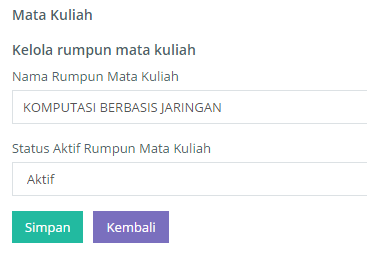 Mata Kuliah
Kelola rumpun mata kuliah
Nama Rumpun Mata Kuliah
KOMPUTASI BERBASIS JARINGAN
Status Aktif Rumpun Mata Kuliah
Aktif
Simpan Kembali